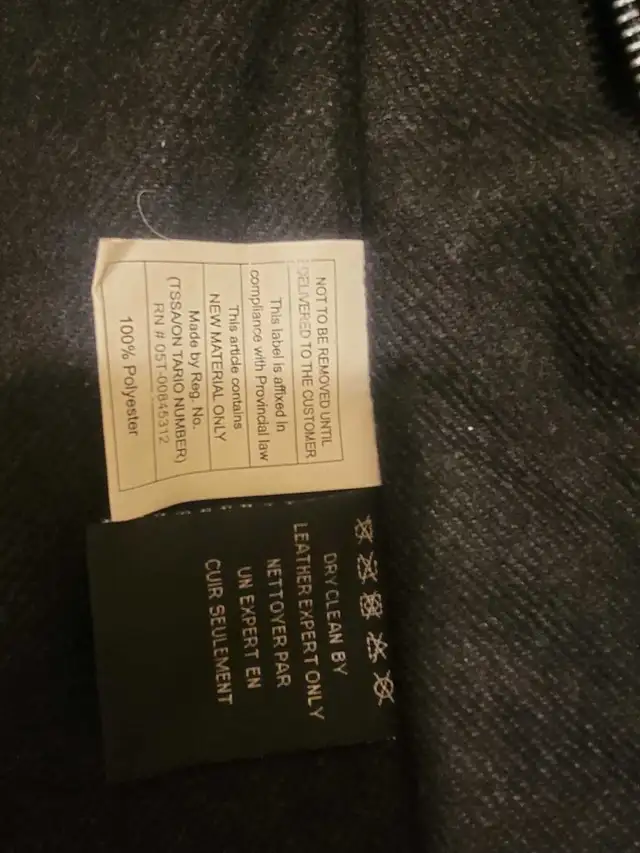 NOT TO BE REMOVED UNTIL
DELIVERED TO THE CUSTOMER
This label is affixed in
compliance with Provincial law
This article contains
NEW MATERIAL ONLY
Made by Reg. No.
(TSSA/ON TARIO NUMBER)
RN # 05T-00845312
100% Polyester
DRY CLEAN BY
LEATHER EXPERT ONLY
NETTOYER PAR
UN EXPERT EN
CUIR SEULEMENT